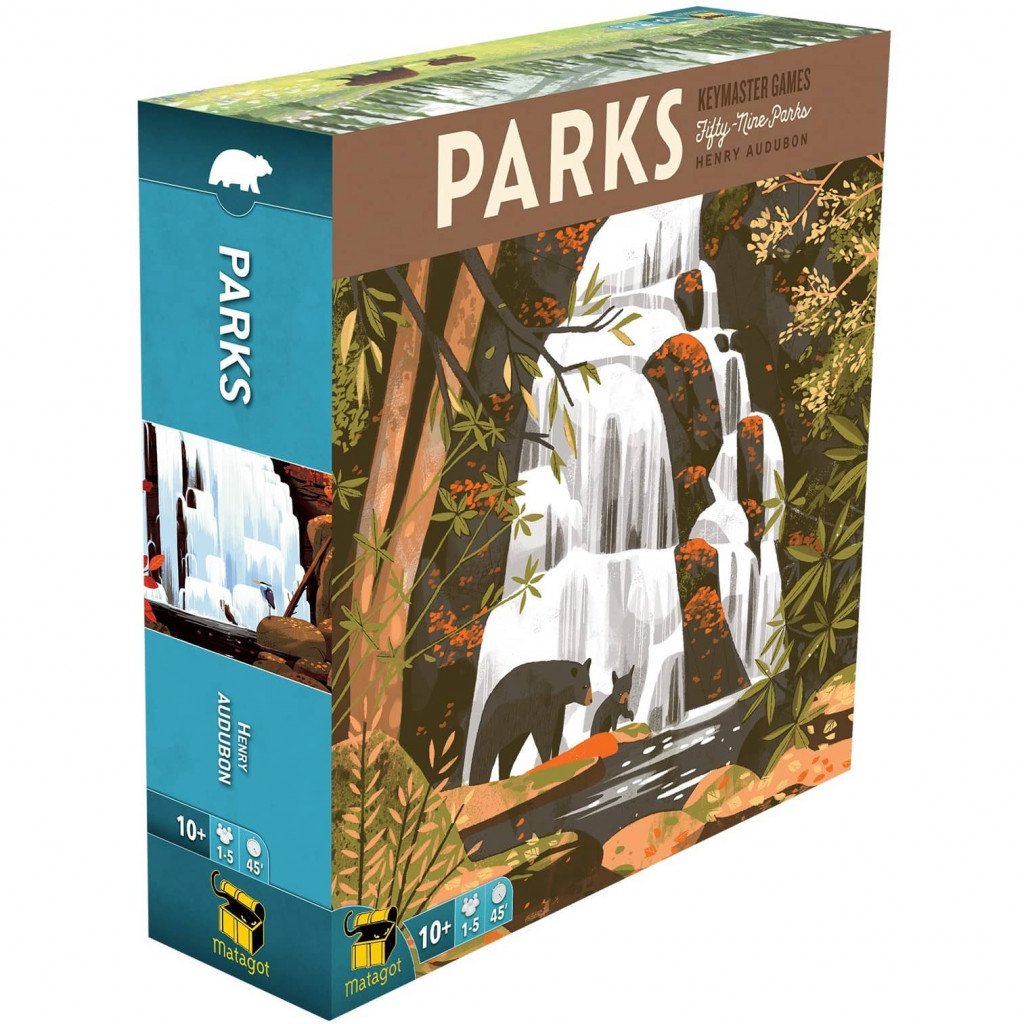 PARKS
KEYMASTER GAMES
Fifty-Nine Parks
HENRY AUDUBON
PARKS
HENRY
AUDUBON
10+
1-5
45'
matagot
10+
1-5
45'
matagot